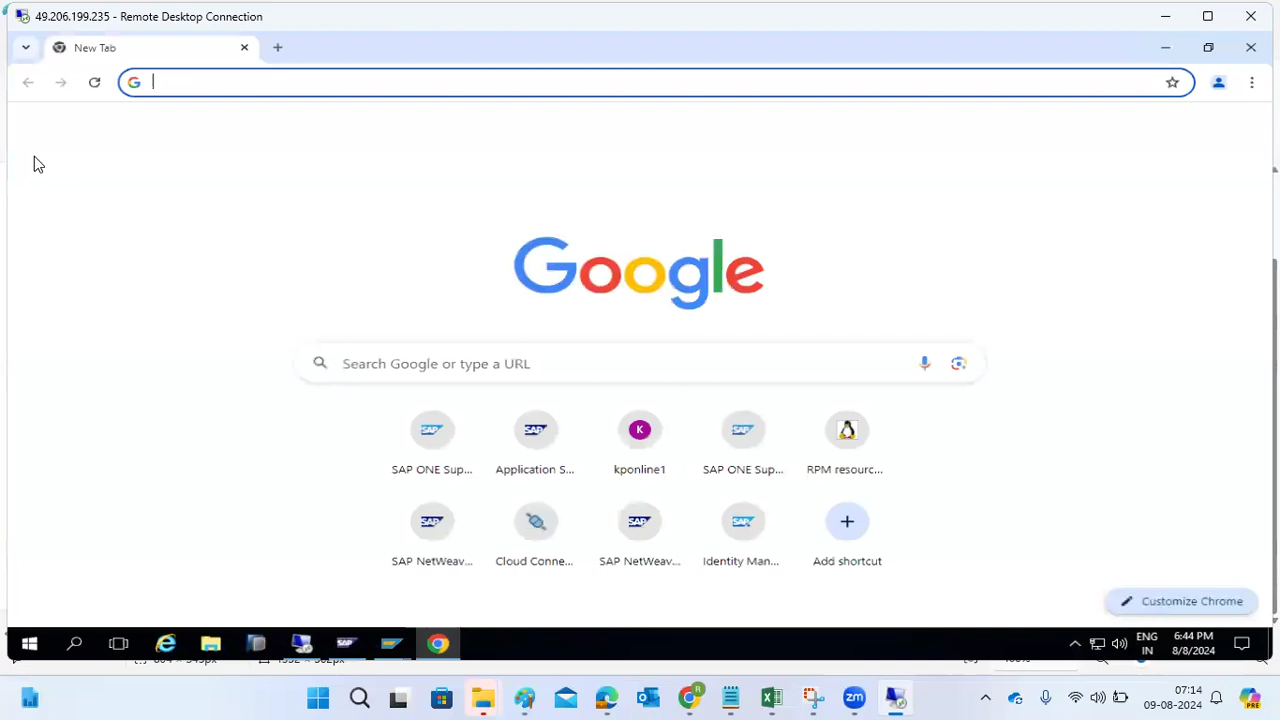 49.206.199.235 - Remote Desktop Connection
New Tab
Google
Search Google or type a URL
SAP ONE Sup... Application S... kponline1 SAP ONE Sup... RPM resourc...
SAP NetWeav... Cloud Conne... SAP NetWeav... Identity Man... Add shortcut
Customize Chrome
ENG
IN
6:44 PM
8/8/2024
07:14
09-08-2024